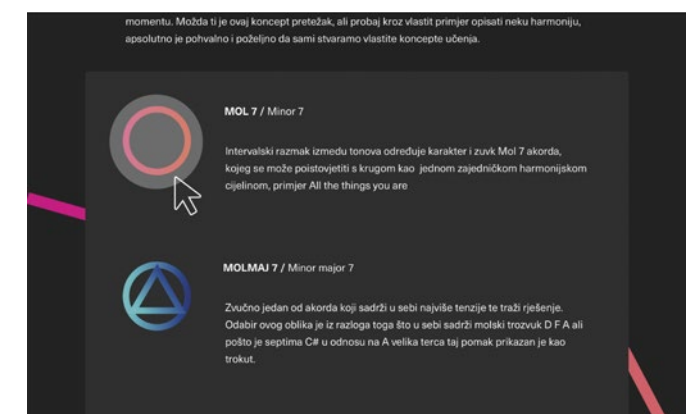 momentu. Možda ti je ovaj koncept pretežak, ali probaj kroz vlastit primjer opisati neku harmoniju,
apsolutno je pohvalno i poželjno da sami stvaramo vlastite koncepte učenja.
MOL 7 / Minor 7
Intervalski razmak izmedu tonova određuje karakter i zuvk Mol 7 akorda,
kojeg se može poistovjetiti s krugom kao jednom zajedničkom harmonijskom
cijelinom, primjer All the things you are
MOLMAJ 7 / Minor major 7
Zvučno jedan od akorda koji sadrži u sebi najviše tenzije te traži rješenje.
Odabir ovog oblika je iz razloga toga što u sebi sadrži molski trozvuk D F A ali
pošto je septima C# u odnosu na A velika terca taj pomak prikazan je kao
trokut.